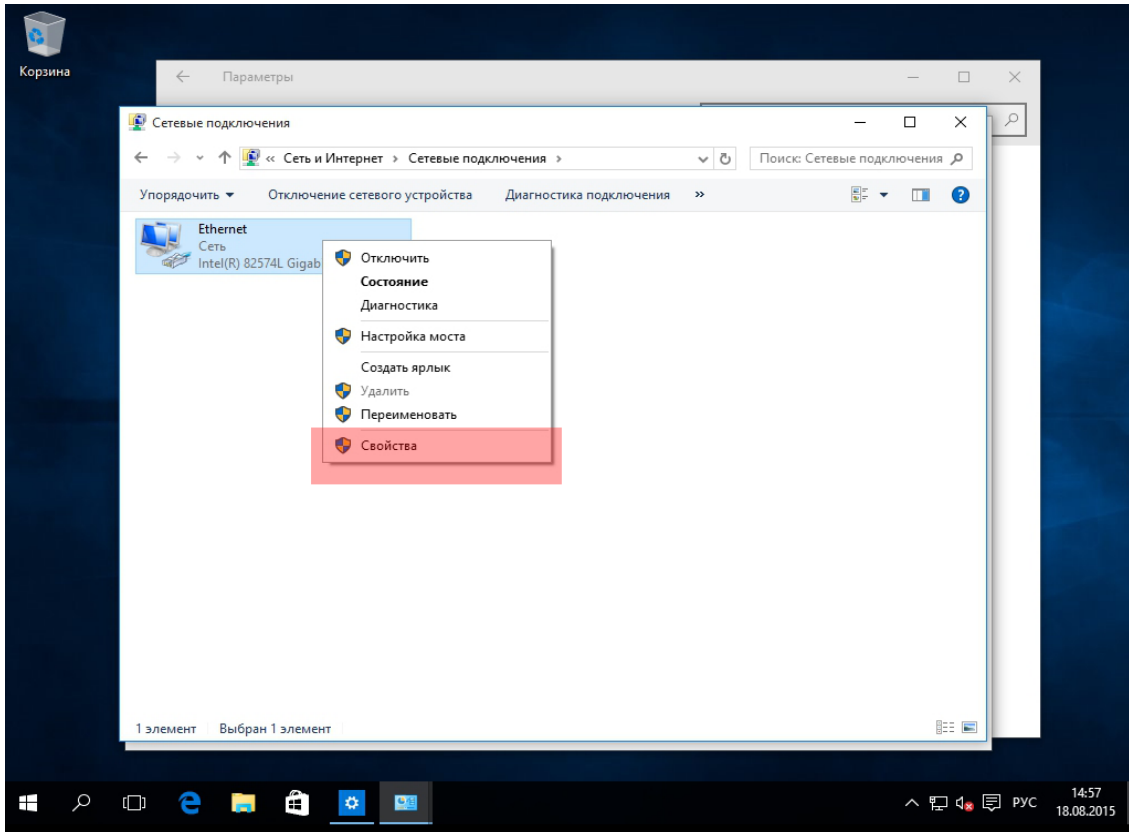 Корзина
Параметры
Сетевые подключения
« Сеть и Интернет > Сетевые подключения >
Поиск: Сетевые подключения
Упорядочить
Отключение сетевого устройства
Диагностика подключения
»
Ethernet
Сеть
Intel(R) 82574L Gigab
Отключить
Состояние
Диагностика
Настройка моста
Создать ярлык
Удалить
Переименовать
Свойства
1 элемент
Выбран 1 элемент
РУС
14:57
18.08.2015